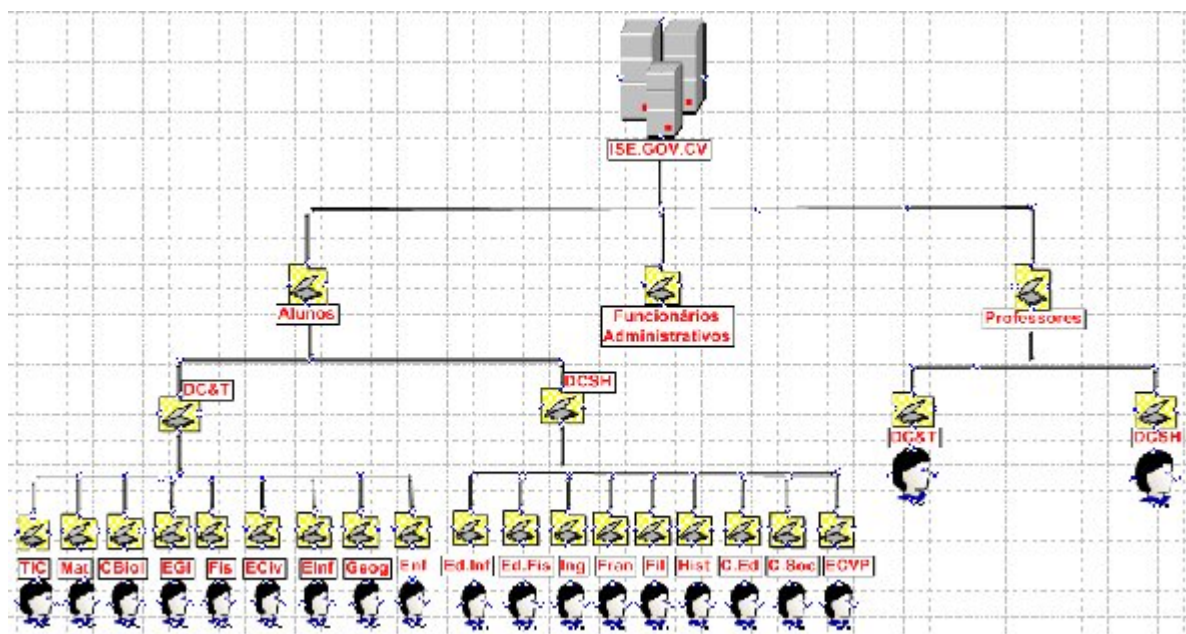 ISE.GOV.CV
Alunos
Funcionários
Administrativos
Professores
DC&T
DCSH
DC&T
DCSH
TIC
Mat
CBiol
EGI
Fis
ECiv
EInf
Geog
Enf
Ed.Inf
Ed.Fis
Ing
Fran
Fil
Hist
C.Ed
C.Soc
ECVP